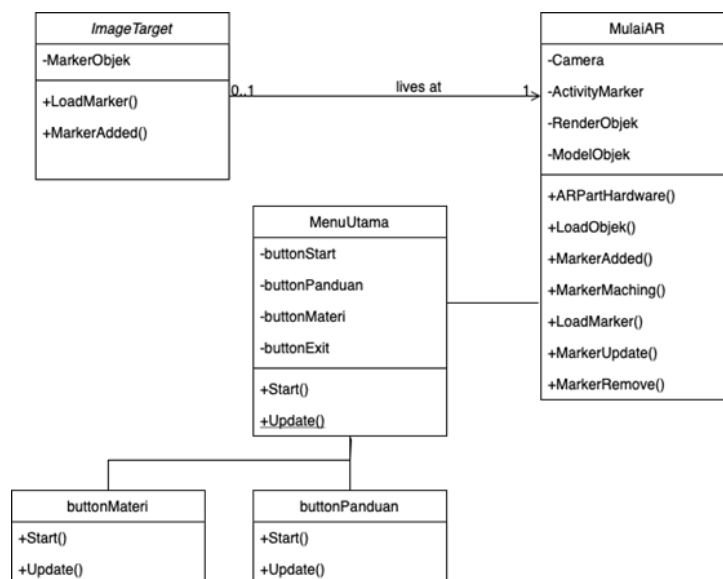 ImageTarget
-MarkerObjek
+LoadMarker()
+MarkerAdded()
0..1
lives at
1
MulaiAR
-Camera
-ActivityMarker
-RenderObjek
-ModelObjek
+ARPartHardware()
+LoadObjek()
+MarkerAdded()
+MarkerMaching()
+LoadMarker()
+MarkerUpdate()
+MarkerRemove()
MenuUtama
-buttonStart
-buttonPanduan
-buttonMateri
-buttonExit
+Start()
+Update()
buttonMateri
+Start()
+Update()
buttonPanduan
+Start()
+Update()